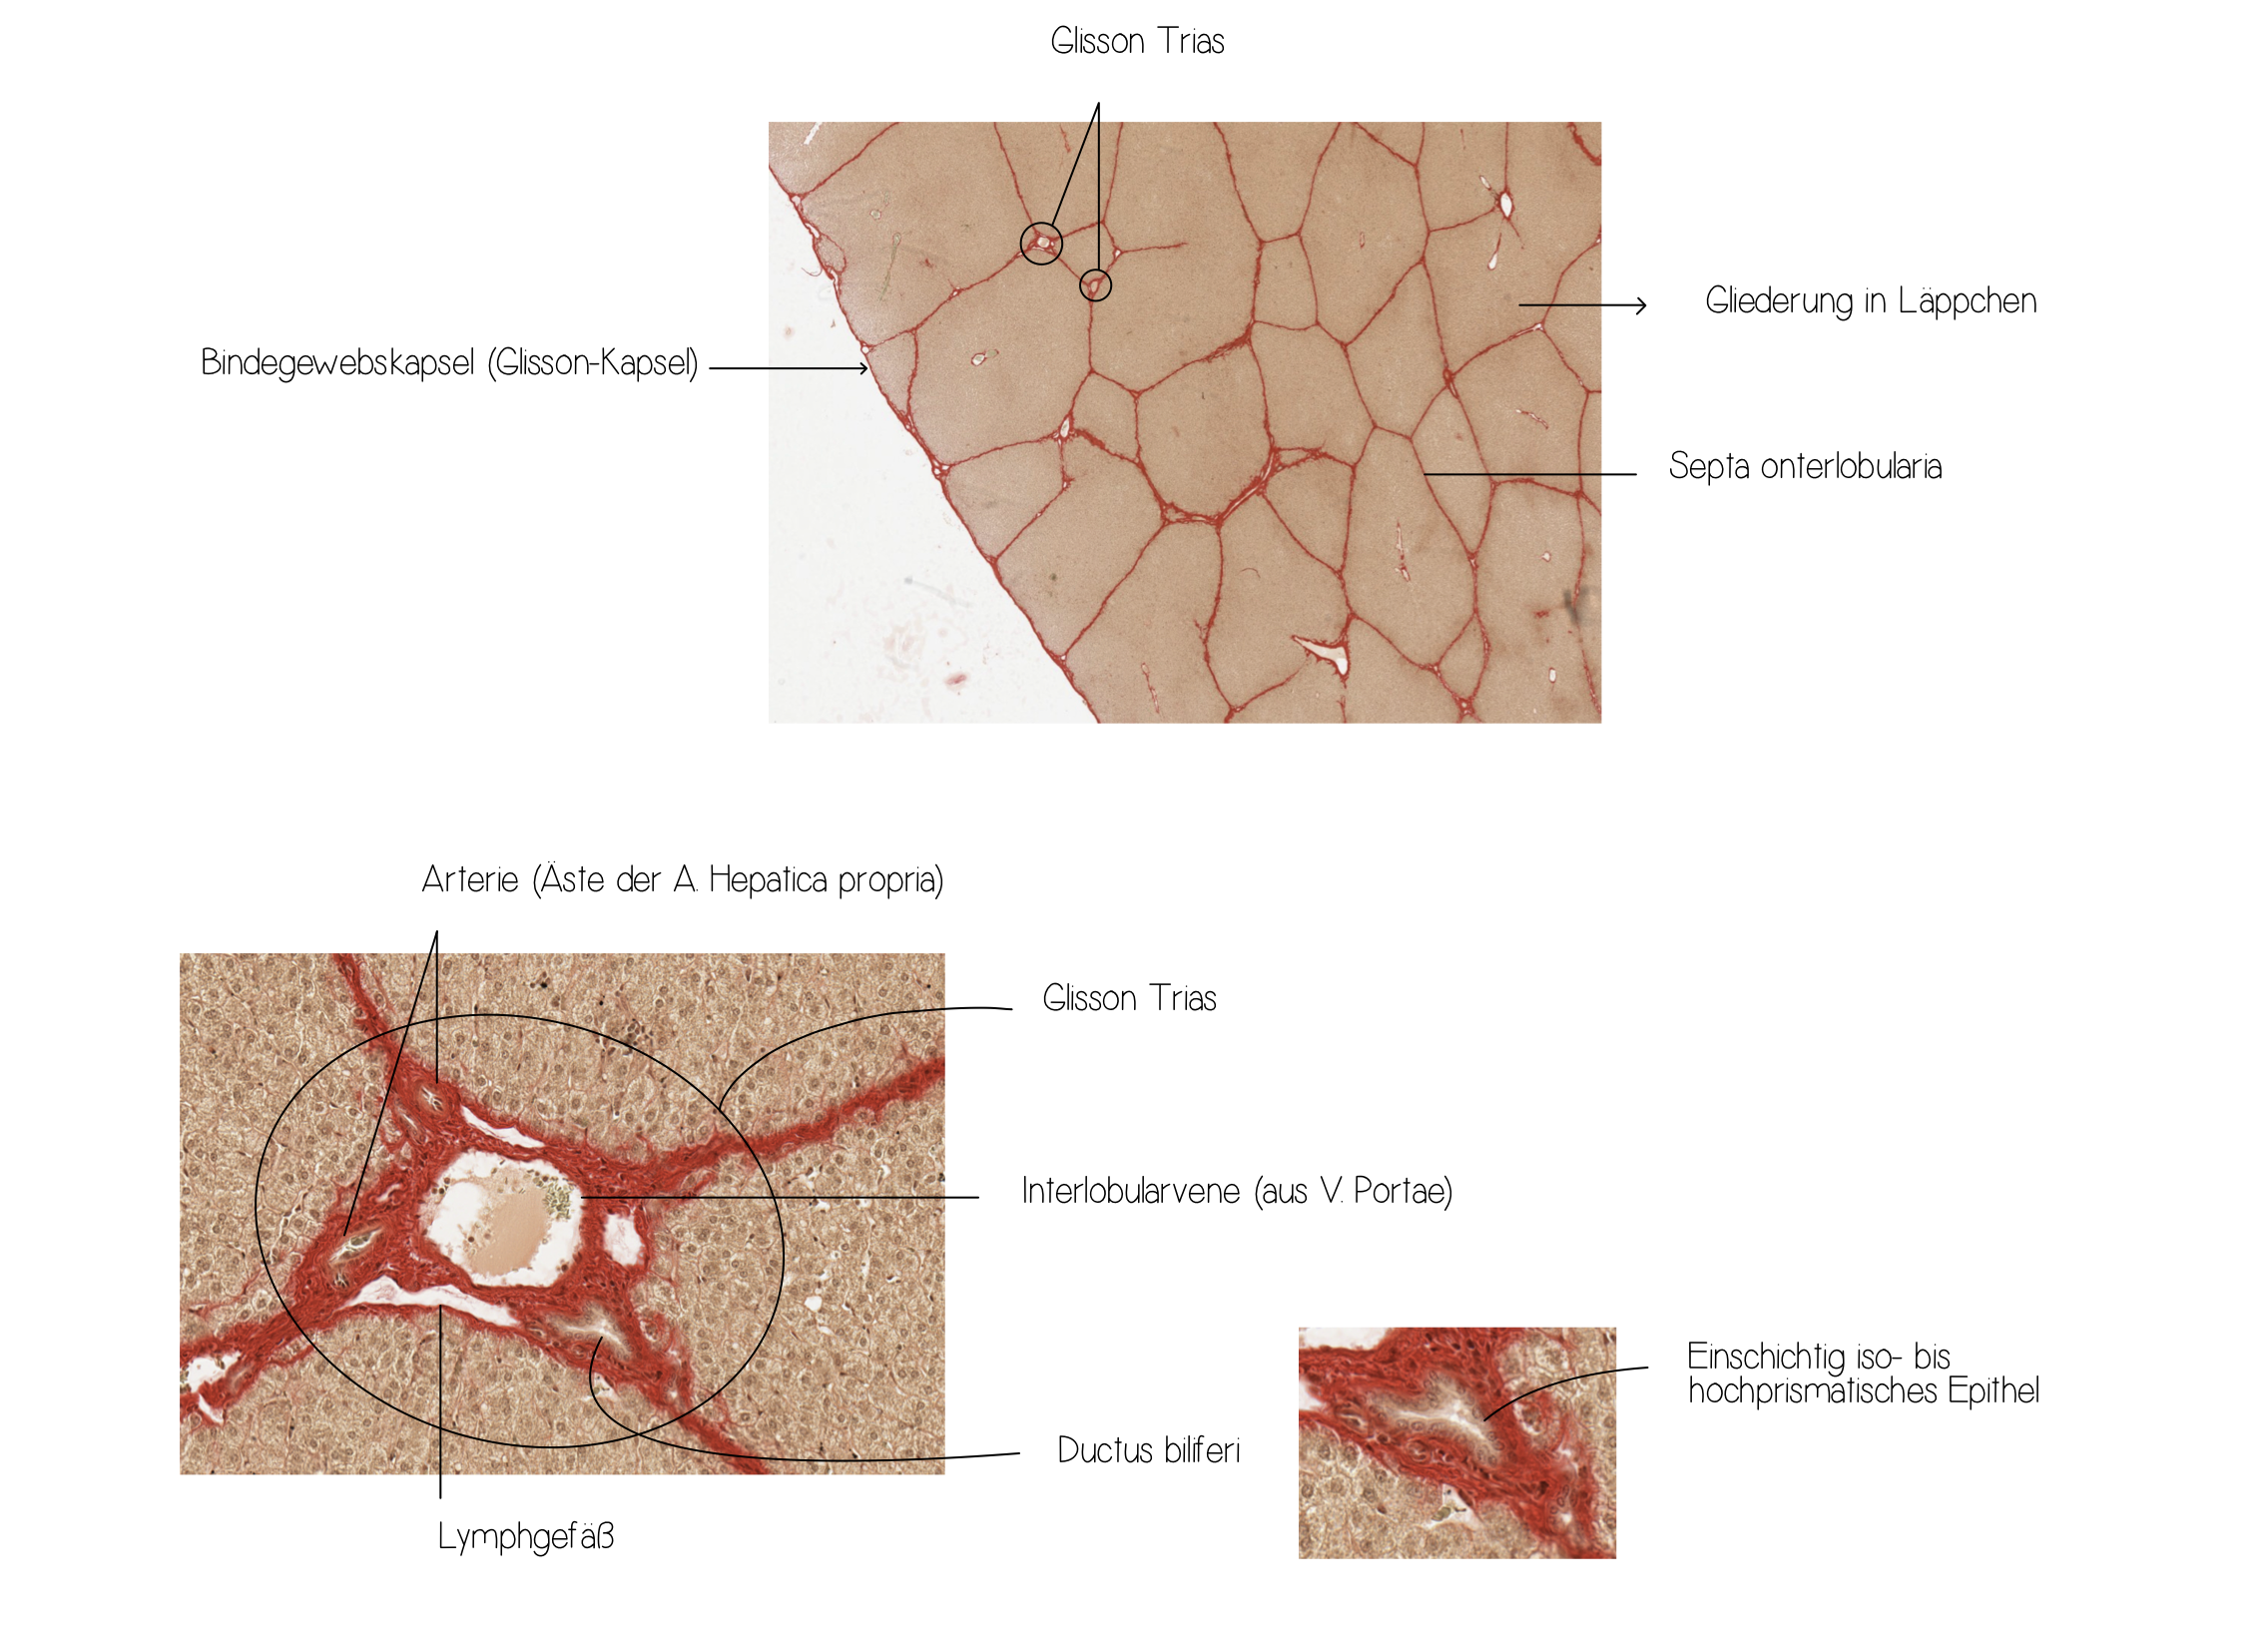 Glisson Trias
Gliederung in Läppchen
Bindegewebskapsel (Glisson-Kapsel)
Septa onterlobularia
Arterie (Äste der A. Hepatica propria)
Glisson Trias
Interlobularvene (aus V. Portae)
Einschichtig iso- bis
hochprismatisches Epithel
Ductus biliferi
Lymphgefäß